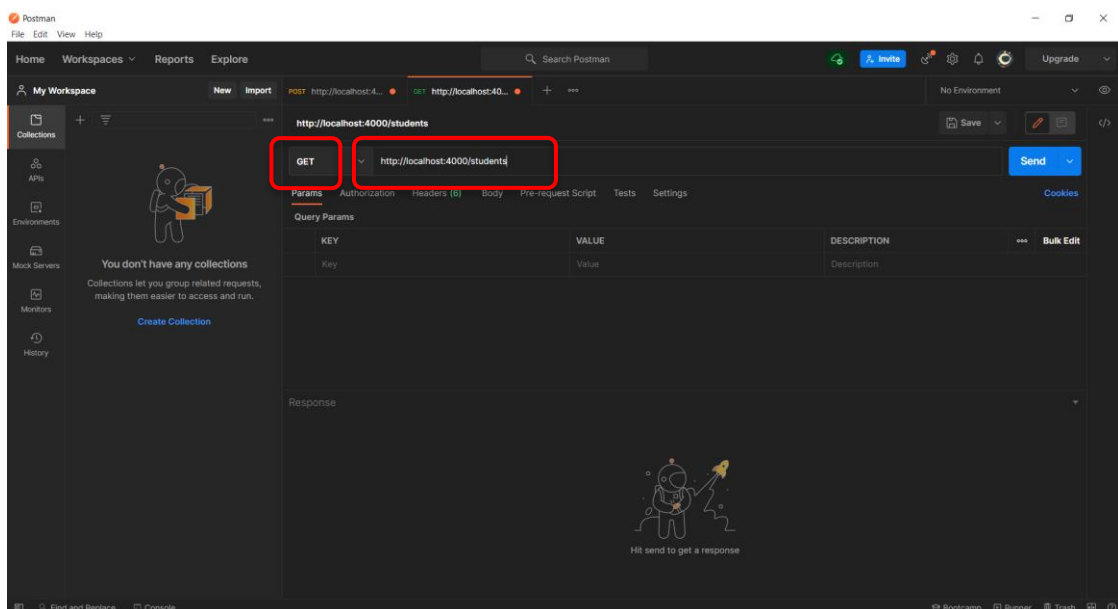 Postman
File Edit View Help
Home Workspaces Reports Explore Search Postman Invite Upgrade
My Workspace New Import POST http://localhost:4... GET http://localhost:40... No Environment
Collections
http://localhost:4000/students Save
APIs
GET http://localhost:4000/students Send
Environments
Params Authorization Headers (6) Body Pre-request Script Tests Settings Cookies
Query Params
KEY VALUE DESCRIPTION Bulk Edit
Key Value Description
Mock Servers
Monitors
History
You don't have any collections
Collections let you group related requests,
making them easier to access and run.
Create Collection
Response
Hit send to get a response
Find and Replace Console Bootcamp Runner Trash